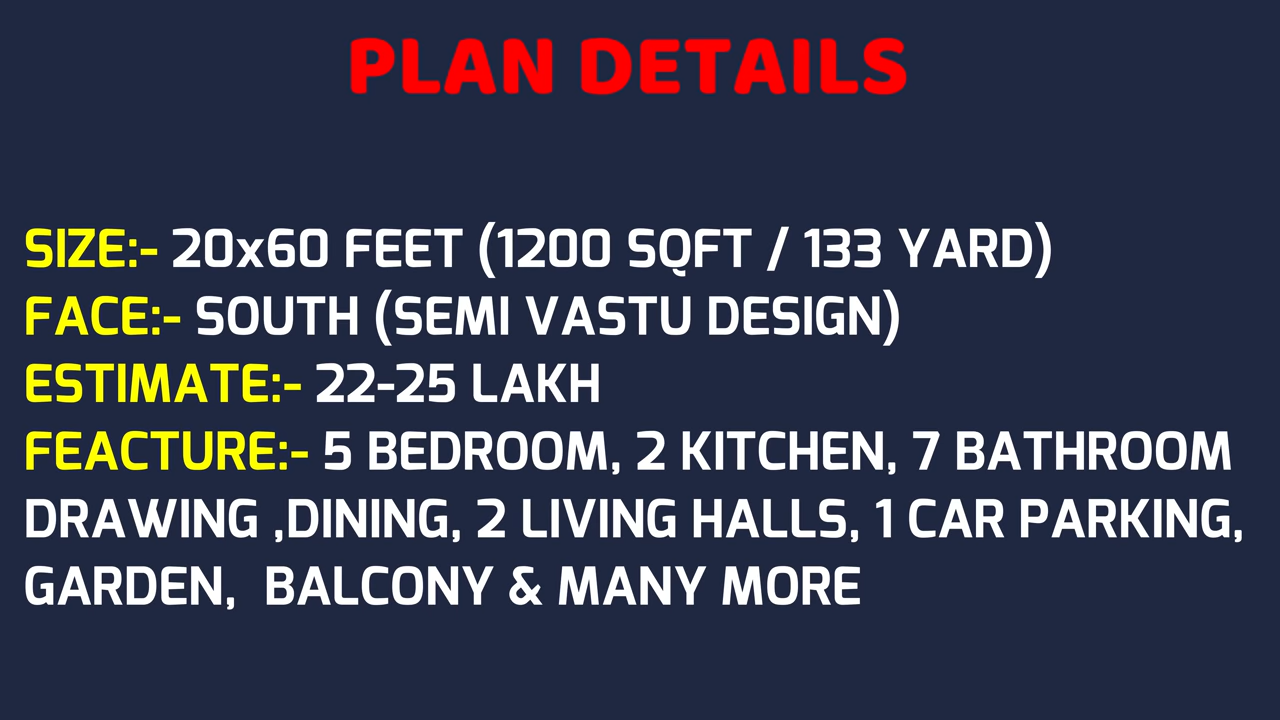 PLAN DETAILS
SIZE:- 20x60 FEET (1200 SQFT / 133 YARD)
FACE:- SOUTH (SEMI VASTU DESIGN)
ESTIMATE:- 22-25 LAKH
FEACTURE:- 5 BEDROOM, 2 KITCHEN, 7 BATHROOM
DRAWING ,DINING, 2 LIVING HALLS, 1 CAR PARKING,
GARDEN,  BALCONY & MANY MORE